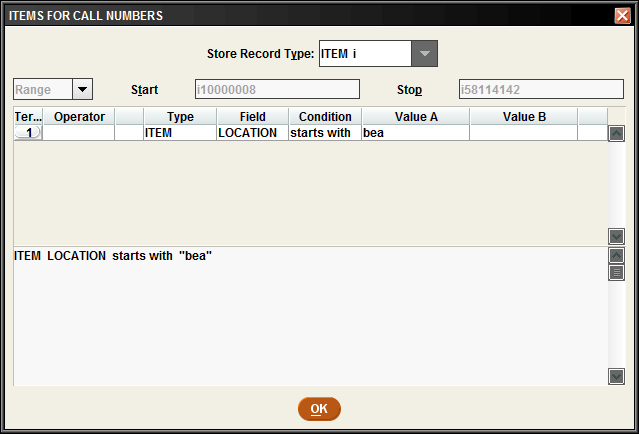 ITEMS FOR CALL NUMBERS
Store Record Type: ITEM i
Range Start i10000008 Stop i58114142
Ter... Operator Type Field Condition Value A Value B
1 ITEM LOCATION starts with bea
ITEM LOCATION starts with "bea"
OK